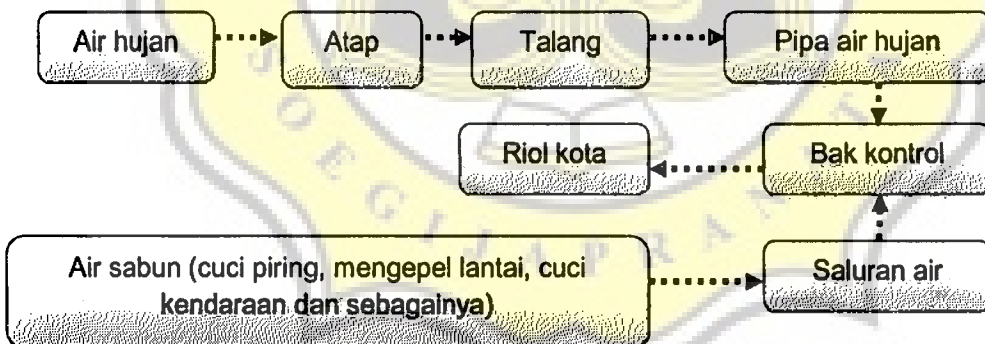 Air hujan
Atap
Talang
Pipa air hujan
Riol kota
Bak kontrol
Air sabun (cuci piring, mengepel lantai, cuci
kendaraan dan sebagainya)
Saluran air
SOEGIJAPRANAT